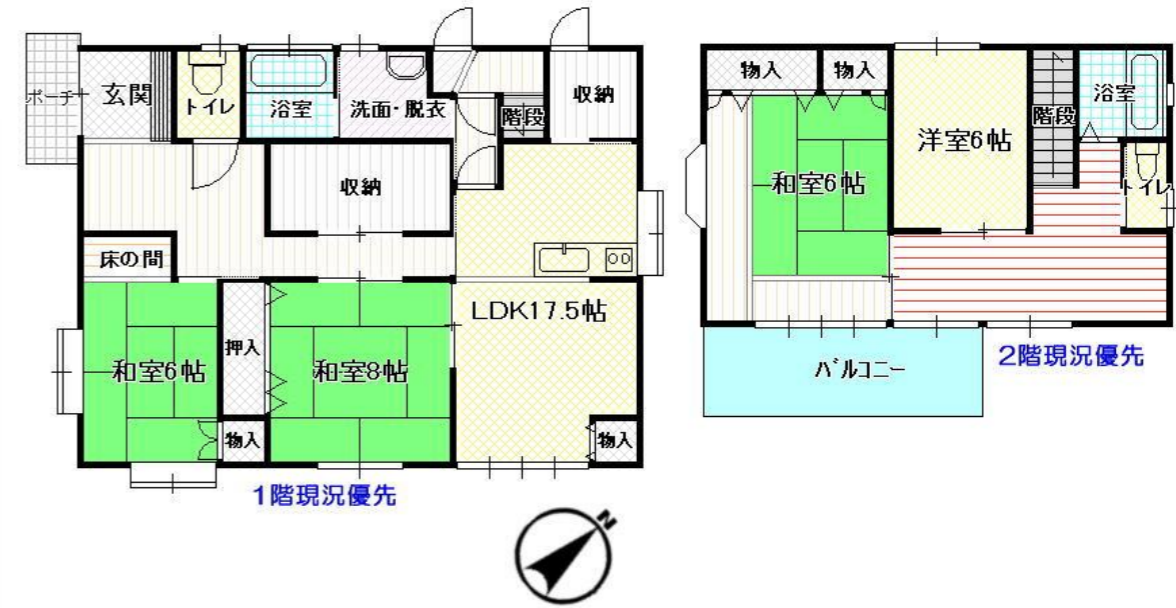 ポーチ
玄関
トイレ
浴室
洗面・脱衣
階段
収納
収納
床の間
和室6帖
押入
物入
和室8帖
LDK17.5帖
物入
1階現況優先
物入
物入
和室6帖
洋室6帖
階段
浴室
トイレ
バルコニー
2階現況優先
N